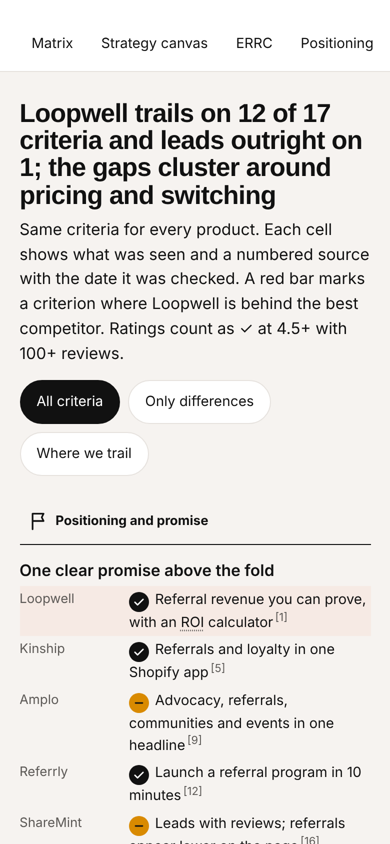 Matrix Strategy canvas ERRC Positioning
Loopwell trails on 12 of 17
criteria and leads outright on
1; the gaps cluster around
pricing and switching
Same criteria for every product. Each cell
shows what was seen and a numbered source
with the date it was checked. A red bar marks
a criterion where Loopwell is behind the best
competitor. Ratings count as ✓ at 4.5+ with
100+ reviews.
All criteria Only differences
Where we trail
Positioning and promise
One clear promise above the fold
Loopwell ✓ Referral revenue you can prove,
with an ROI calculator [1]
Kinship ✓ Referrals and loyalty in one
Shopify app [5]
Amplo – Advocacy, referrals,
communities and events in one
headline [9]
Referrly ✓ Launch a referral program in 10
minutes [12]
ShareMint – Leads with reviews; referrals
appear lower on the page [16]